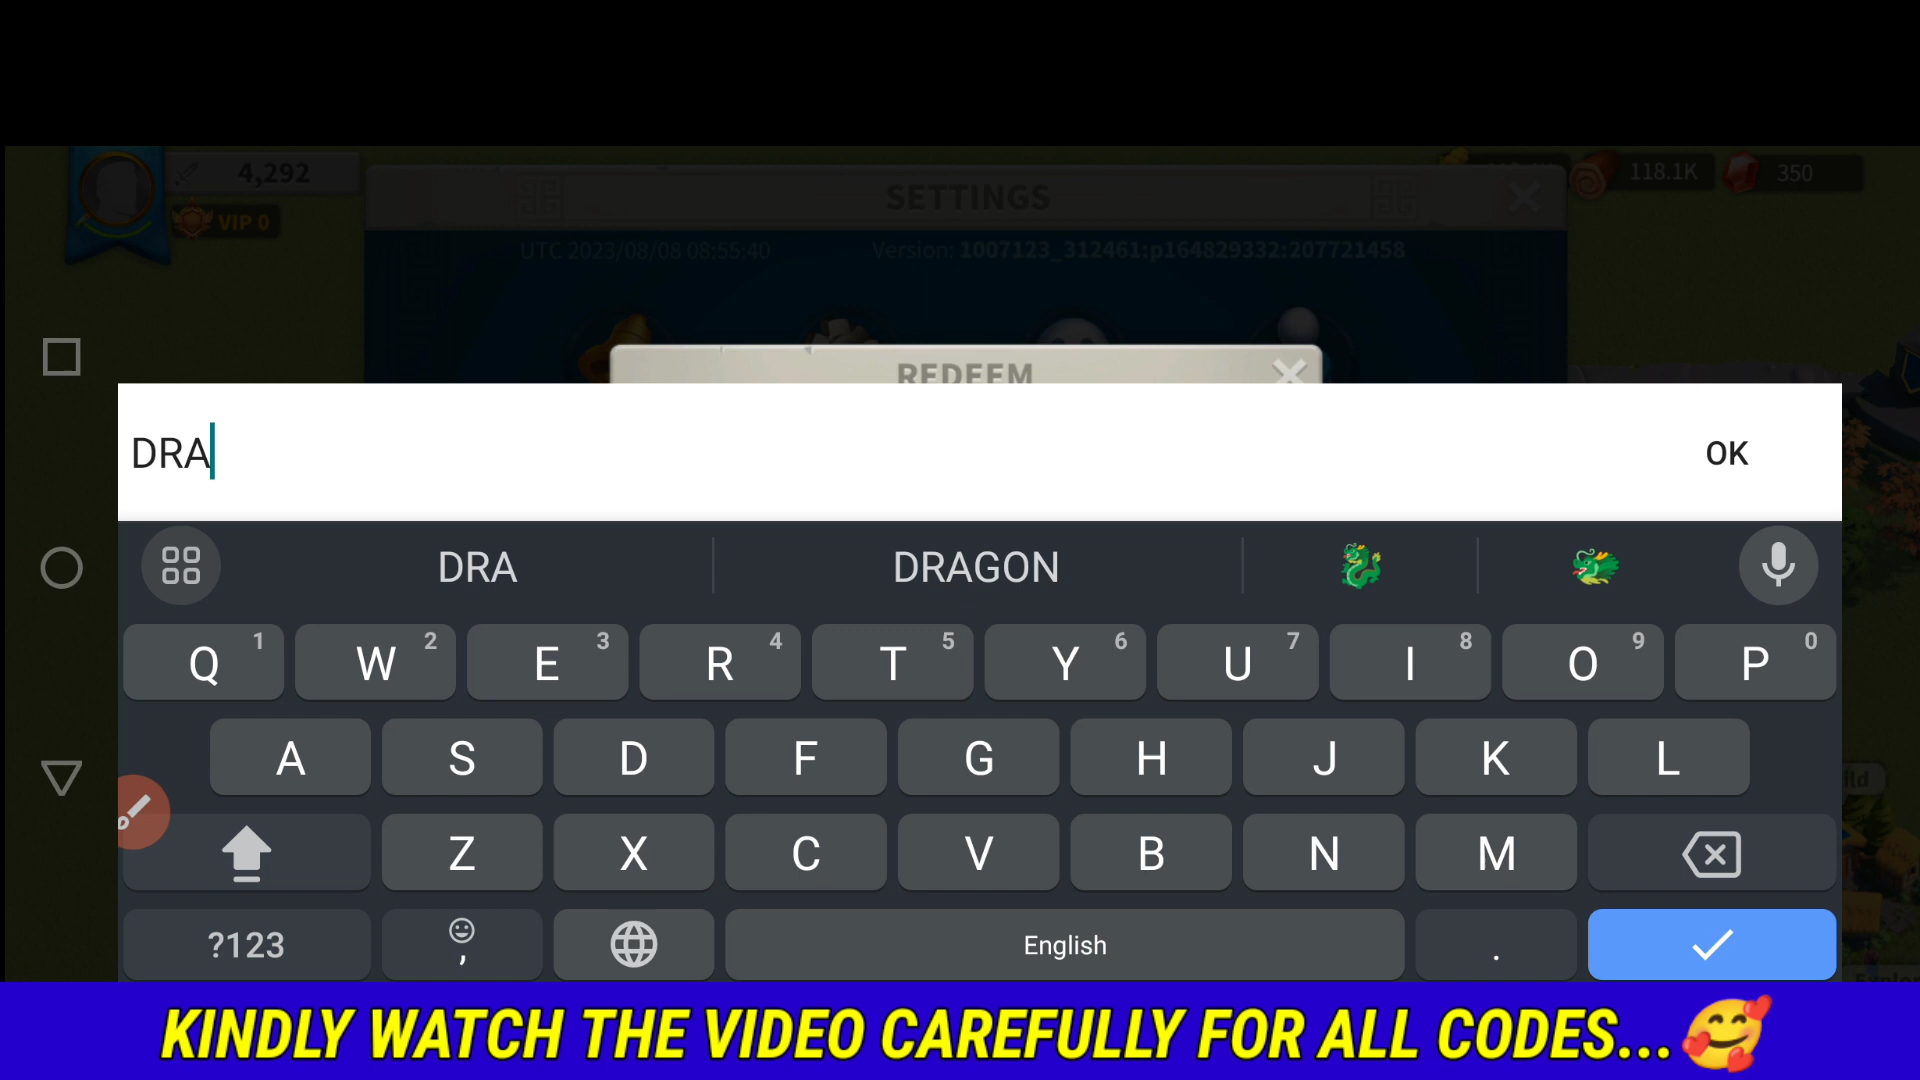 4,292
118.1K
350
VIP 0
SETTINGS
UTC 2023/08/08 08:55:40
Version: 1007123_312461:p164829332:207721458
REDEEM
DRA
OK
DRA DRAGON
Q 1 W 2 E 3 R 4 T 5 Y 6 U 7 I 8 O 9 P 0
A S D F G H J K L
Z X C V B N M
?123 , English .
KINDLY WATCH THE VIDEO CAREFULLY FOR ALL CODES...